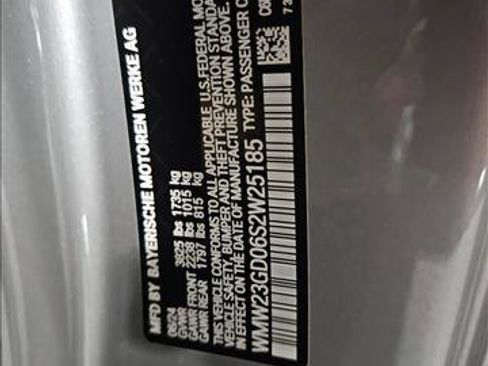 MFD BY BAYERISCHE MOTOREN WERKE AG
06/24
GVWR 3825 lbs 1735 kg
GAWR FRONT 2238 lbs 1015 kg
GAWR REAR 1797 lbs 815 kg
THIS VEHICLE CONFORMS TO ALL APPLICABLE U.S. FEDERAL MOTOR
VEHICLE SAFETY, BUMPER, AND THEFT PREVENTION STANDA
IN EFFECT ON THE DATE OF MANUFACTURE SHOWN ABOVE.
WMW23GD06S2W25185 TYPE: PASSENGER C